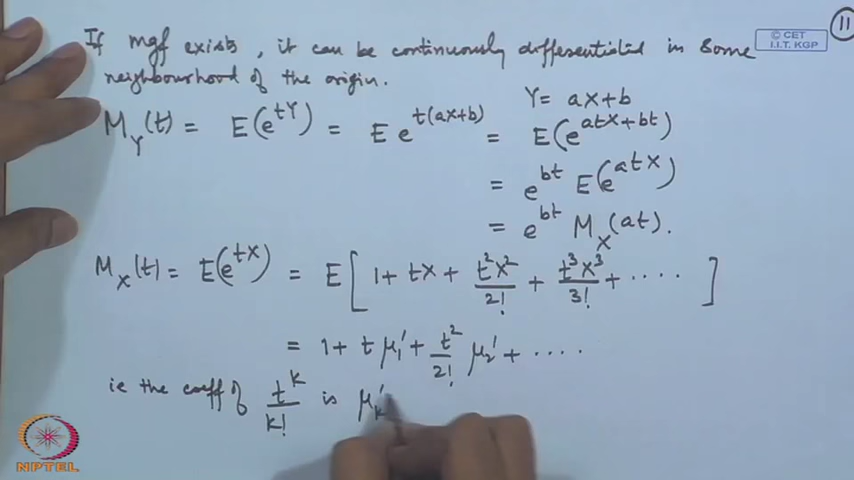 11
© CET
I.I.T. KGP
If mgf exists, it can be continuously differentiated in some
neighbourhood of the origin.
Y = aX+b
M_Y(t) = E(e^{tY}) = E e^{t(aX+b)} = E(e^{atX+bt})
= e^{bt} E(e^{atX})
= e^{bt} M_X(at).
M_X(t) = E(e^{tX}) = E[1 + tX + t²X²/2! + t³X³/3! + ....]
= 1 + t μ₁' + t²/2! μ₂' + ....
ie the coeff of t^k/k! is μ_k'
NPTEL